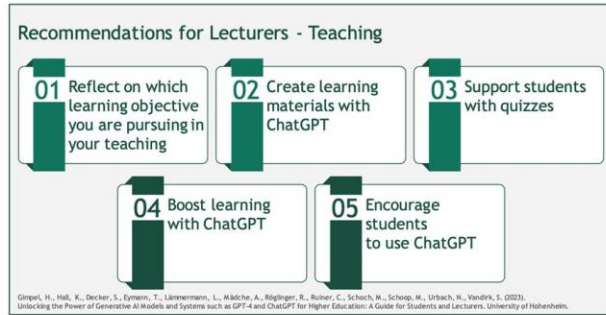 Recommendations for Lecturers - Teaching
01
Reflect on which
learning objective
you are pursuing in
your teaching
02
Create learning
materials with
ChatGPT
03
Support students
with quizzes
04
Boost learning
with ChatGPT
05
Encourage
students
to use ChatGPT
Gimpel, H., Hall, K., Decker, S., Eymann, T., Lämmermann, L., Mädche, A., Röglinger, R., Ruiner, C., Schoch, M., Schoop, M., Urbach, N., Vandirk, S. (2023).
Unlocking the Power of Generative AI Models and Systems such as GPT-4 and ChatGPT for Higher Education: A Guide for Students and Lecturers. University of Hohenheim.